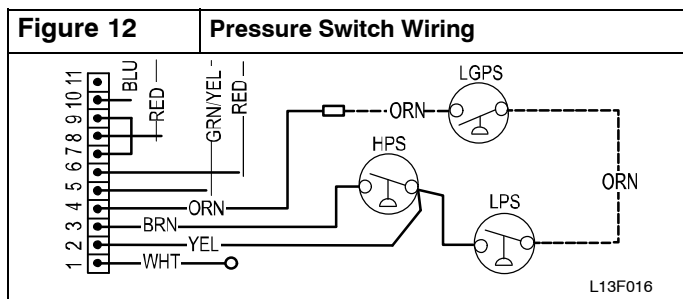 Figure 12
Pressure Switch Wiring
11
10
9
8
7
6
5
4
3
2
1
BLU
RED
GRN/YEL
RED
LGPS
ORN
HPS
ORN
LPS
ORN
BRN
YEL
WHT
L13F016